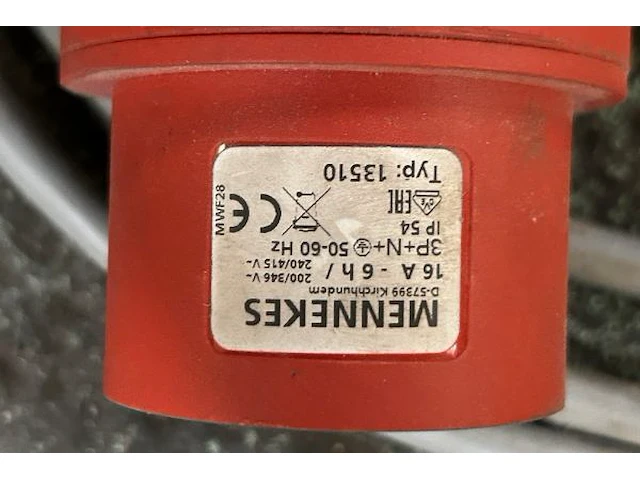 MENNEKES
D-57399 Kirchhundem
16 A - 6 h / 200/346 V~
240/415 V~
3P+N+ 50-60 Hz
IP 54
EAC
OVE
CE
MWF28
Typ: 13510